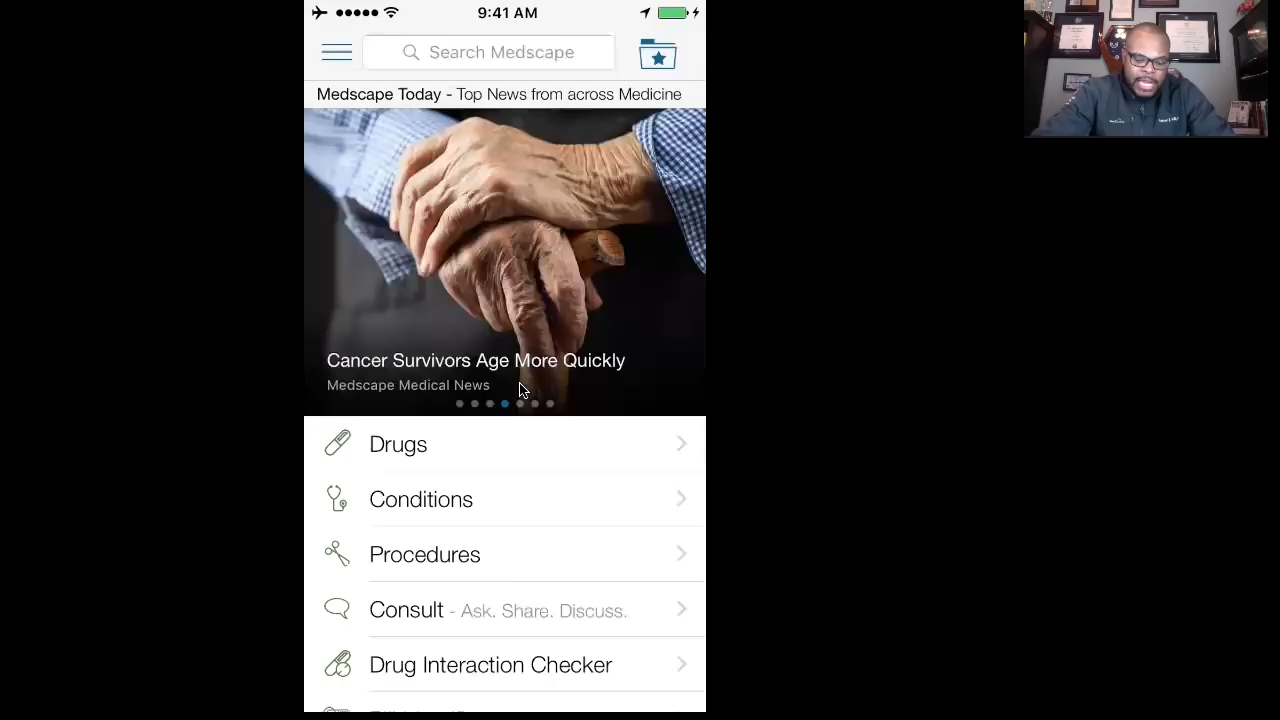 9:41 AM
Search Medscape
Medscape Today - Top News from across Medicine
Cancer Survivors Age More Quickly
Medscape Medical News
Drugs
Conditions
Procedures
Consult - Ask. Share. Discuss.
Drug Interaction Checker